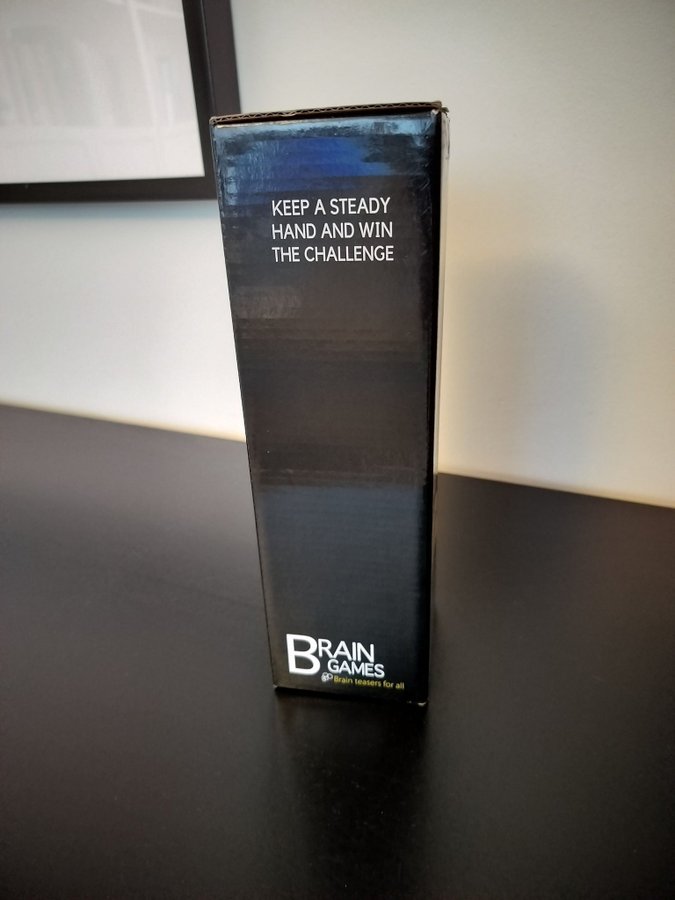 KEEP A STEADY
HAND AND WIN
THE CHALLENGE
BRAIN
GAMES
Brain teasers for all